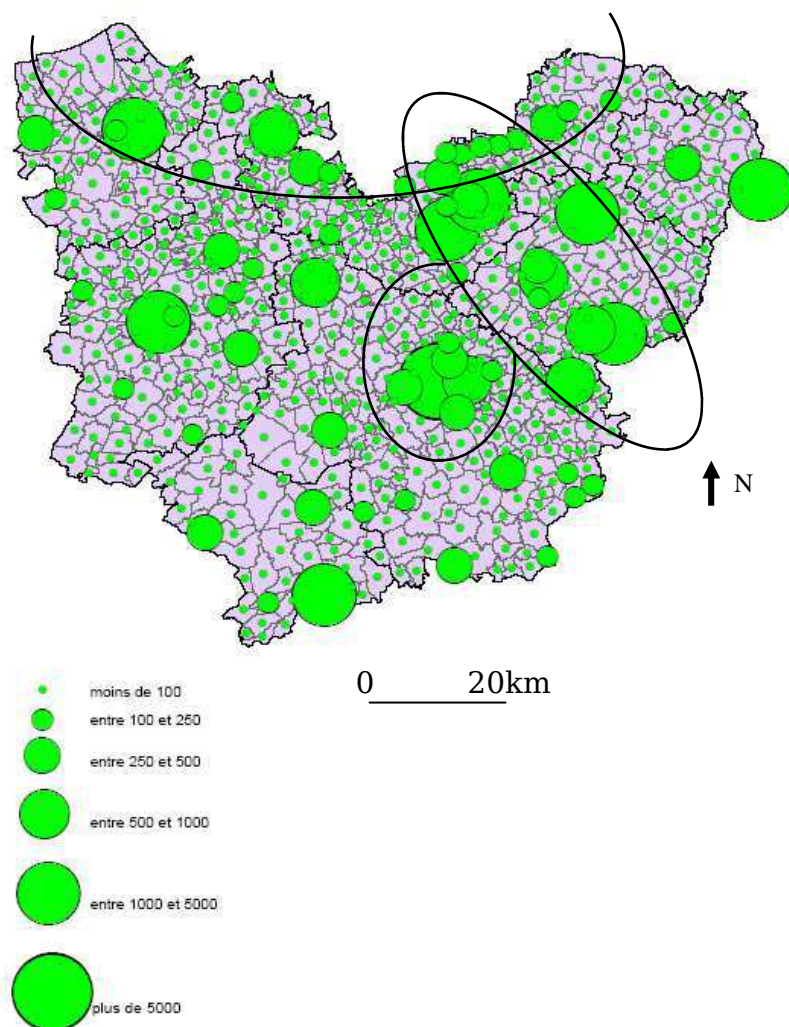 N
0 20km
moins de 100
entre 100 et 250
entre 250 et 500
entre 500 et 1000
entre 1000 et 5000
plus de 5000